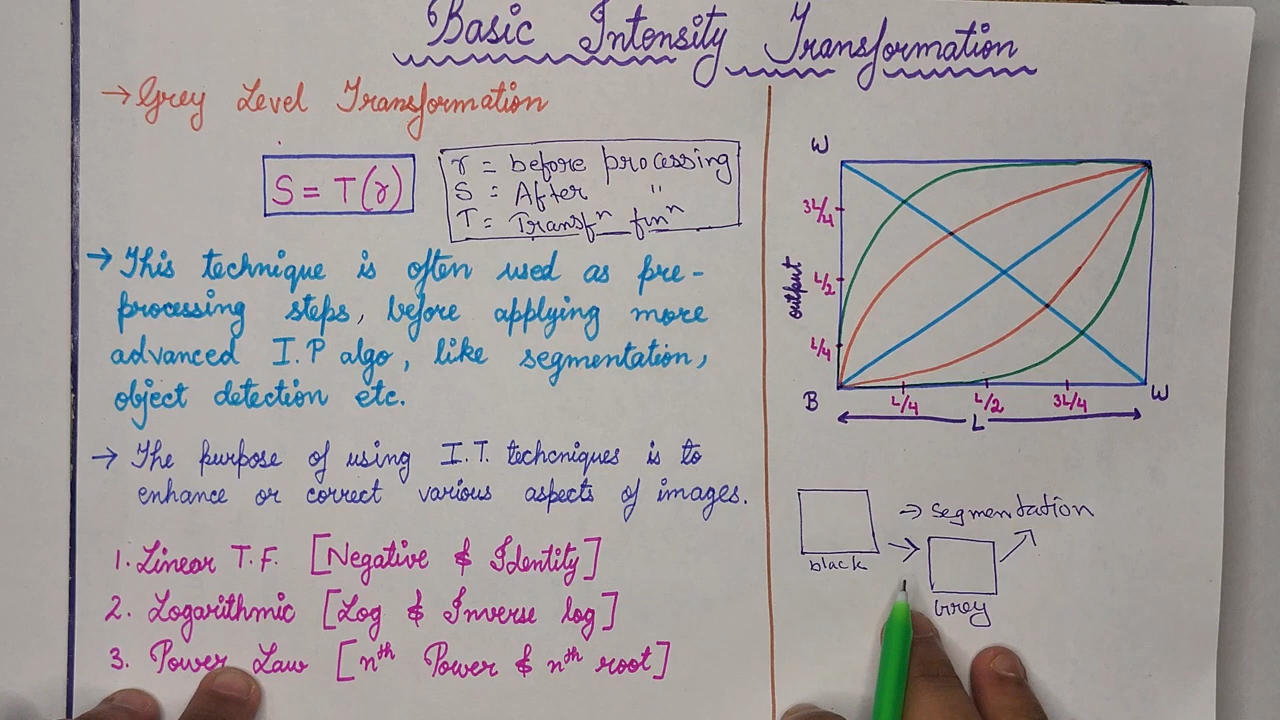 Basic Intensity Transformation
→ Grey Level Transformation
S = T(r)
r = before processing
S = After "
T = Transfⁿ funⁿ
→ This technique is often used as pre-
processing steps, before applying more
advanced I.P algo, like segmentation,
object detection etc.
→ The purpose of using I.T. techcniques is to
enhance or correct various aspects of images.
1. Linear T.F. [Negative & Identity]
2. Logarithmic [Log & Inverse log]
3. Power Law [nth Power & nth root]
W
3L/4
L/2
output
L/4
B
L/4 L/2 3L/4
W
L
→ segmentation
black
Grey